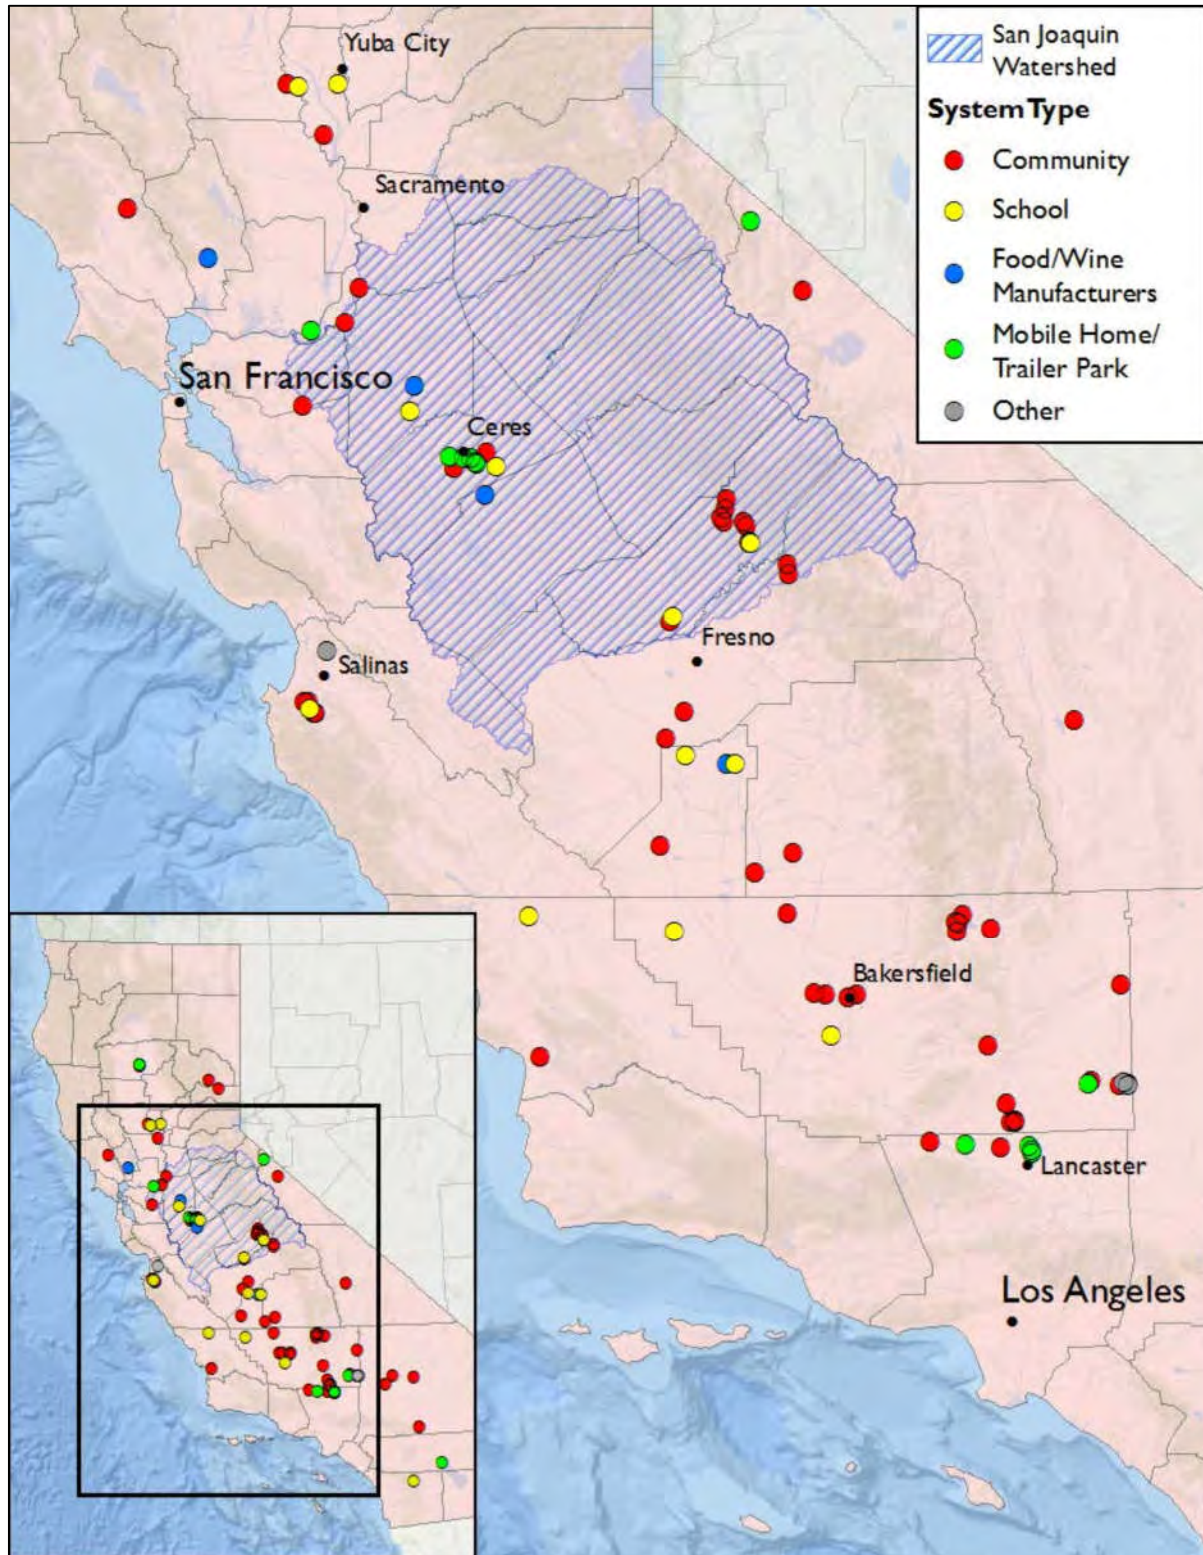 Yuba City
Sacramento
San Francisco
Ceres
Fresno
Salinas
Bakersfield
Lancaster
Los Angeles
San Joaquin
Watershed
System Type
Community
School
Food/Wine
Manufacturers
Mobile Home/
Trailer Park
Other